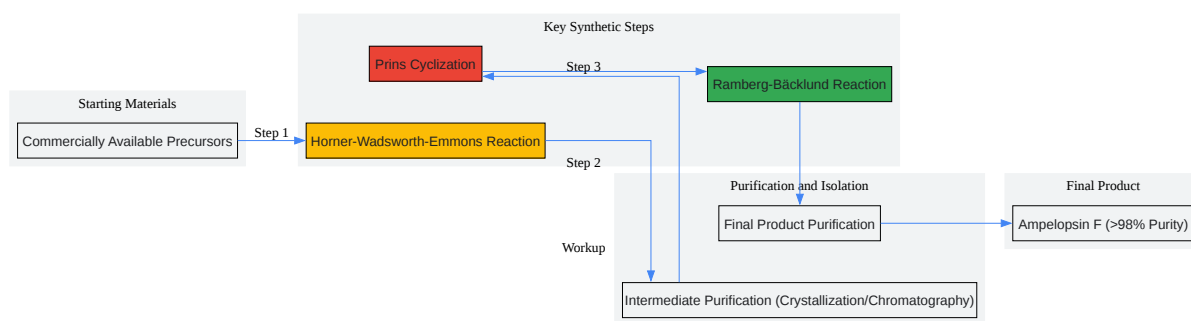 Key Synthetic Steps
Prins Cyclization
Step 3
Ramberg-Bäcklund Reaction
Starting Materials
Commercially Available Precursors
Step 1
Horner-Wadsworth-Emmons Reaction
Step 2
Purification and Isolation
Final Product
Final Product Purification
Ampelopsin F (>98% Purity)
Workup
Intermediate Purification (Crystallization/Chromatography)